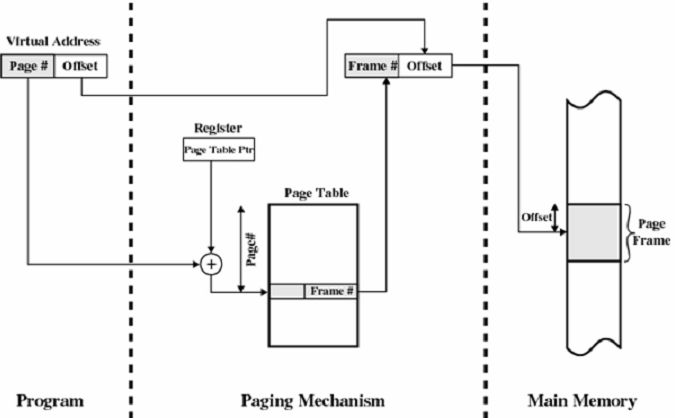 Virtual Address
Page # Offset
Frame # Offset
Register
Page Table Ptr
Page Table
Page#
Frame #
Offset
Page
Frame
Program
Paging Mechanism
Main Memory